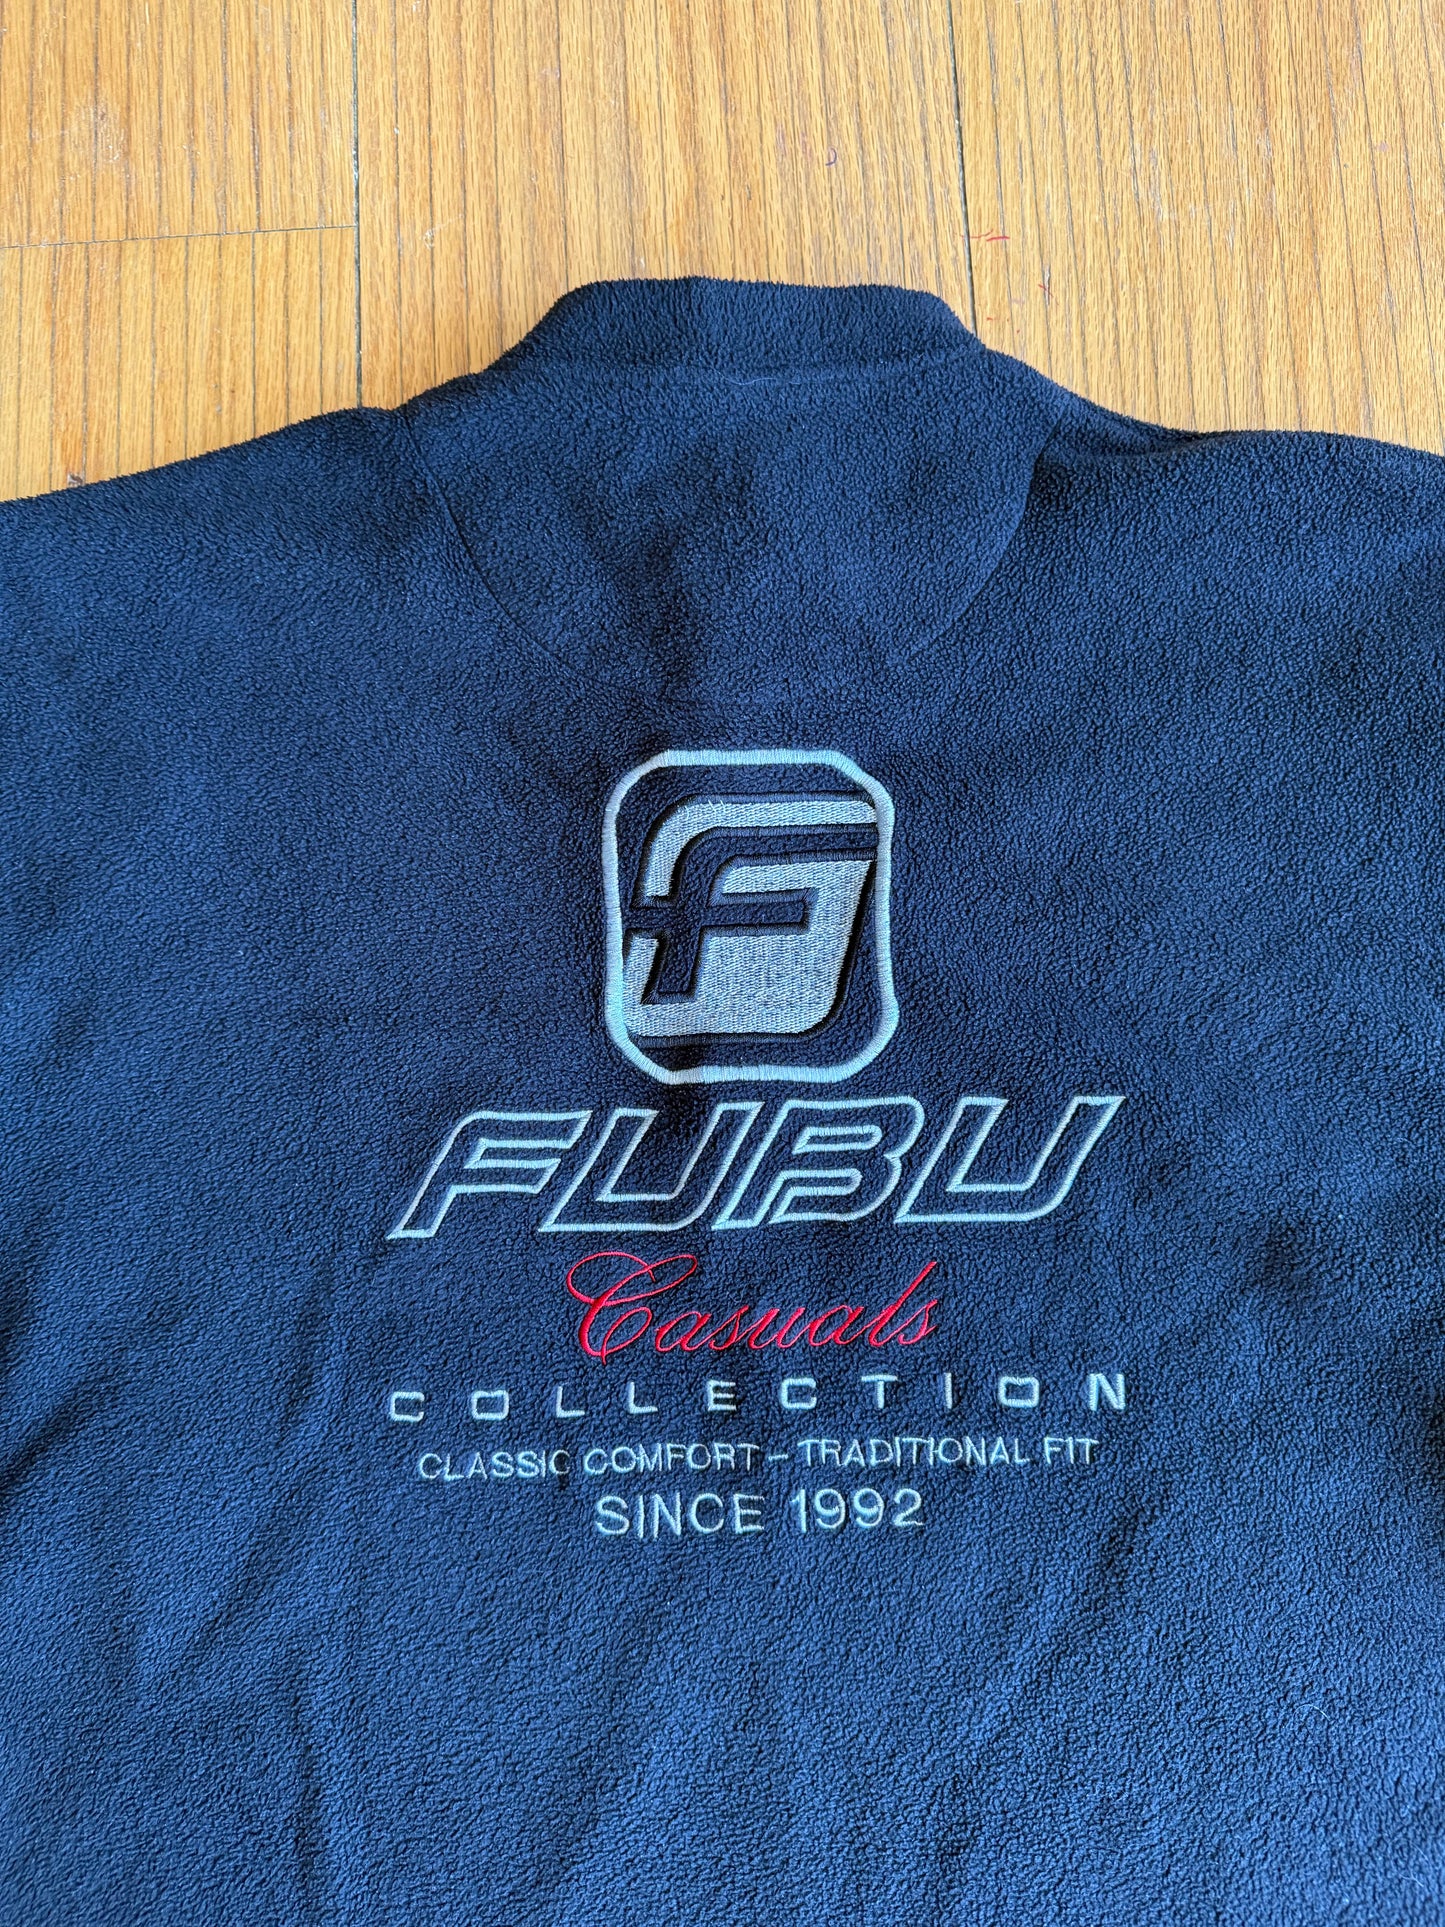 F
FUBU
Casuals
COLLECTION
CLASSIC COMFORT - TRADITIONAL FIT
SINCE 1992